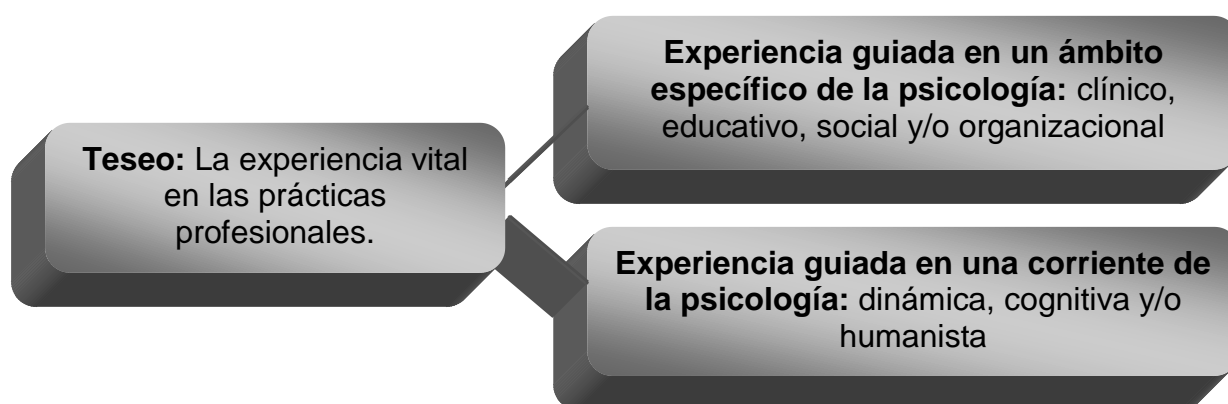 Teseo: La experiencia vital
en las prácticas
profesionales.
Experiencia guiada en un ámbito
específico de la psicología: clínico,
educativo, social y/o organizacional
Experiencia guiada en una corriente de
la psicología: dinámica, cognitiva y/o
humanista